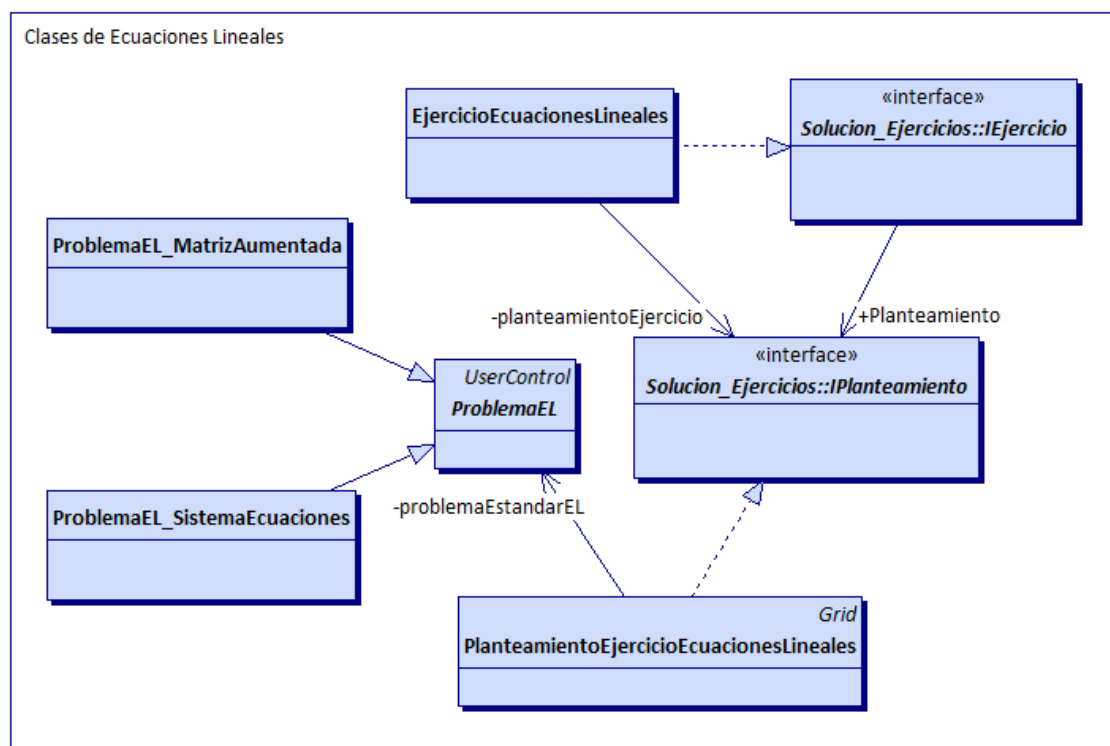 Clases de Ecuaciones Lineales
EjercicioEcuacionesLineales
«interface»
Solucion_Ejercicios::IEjercicio
ProblemaEL_MatrizAumentada
-planteamientoEjercicio
+Planteamiento
«interface»
Solucion_Ejercicios::IPlanteamiento
UserControl
ProblemaEL
ProblemaEL_SistemaEcuaciones
-problemaEstandarEL
Grid
PlanteamientoEjercicioEcuacionesLineales